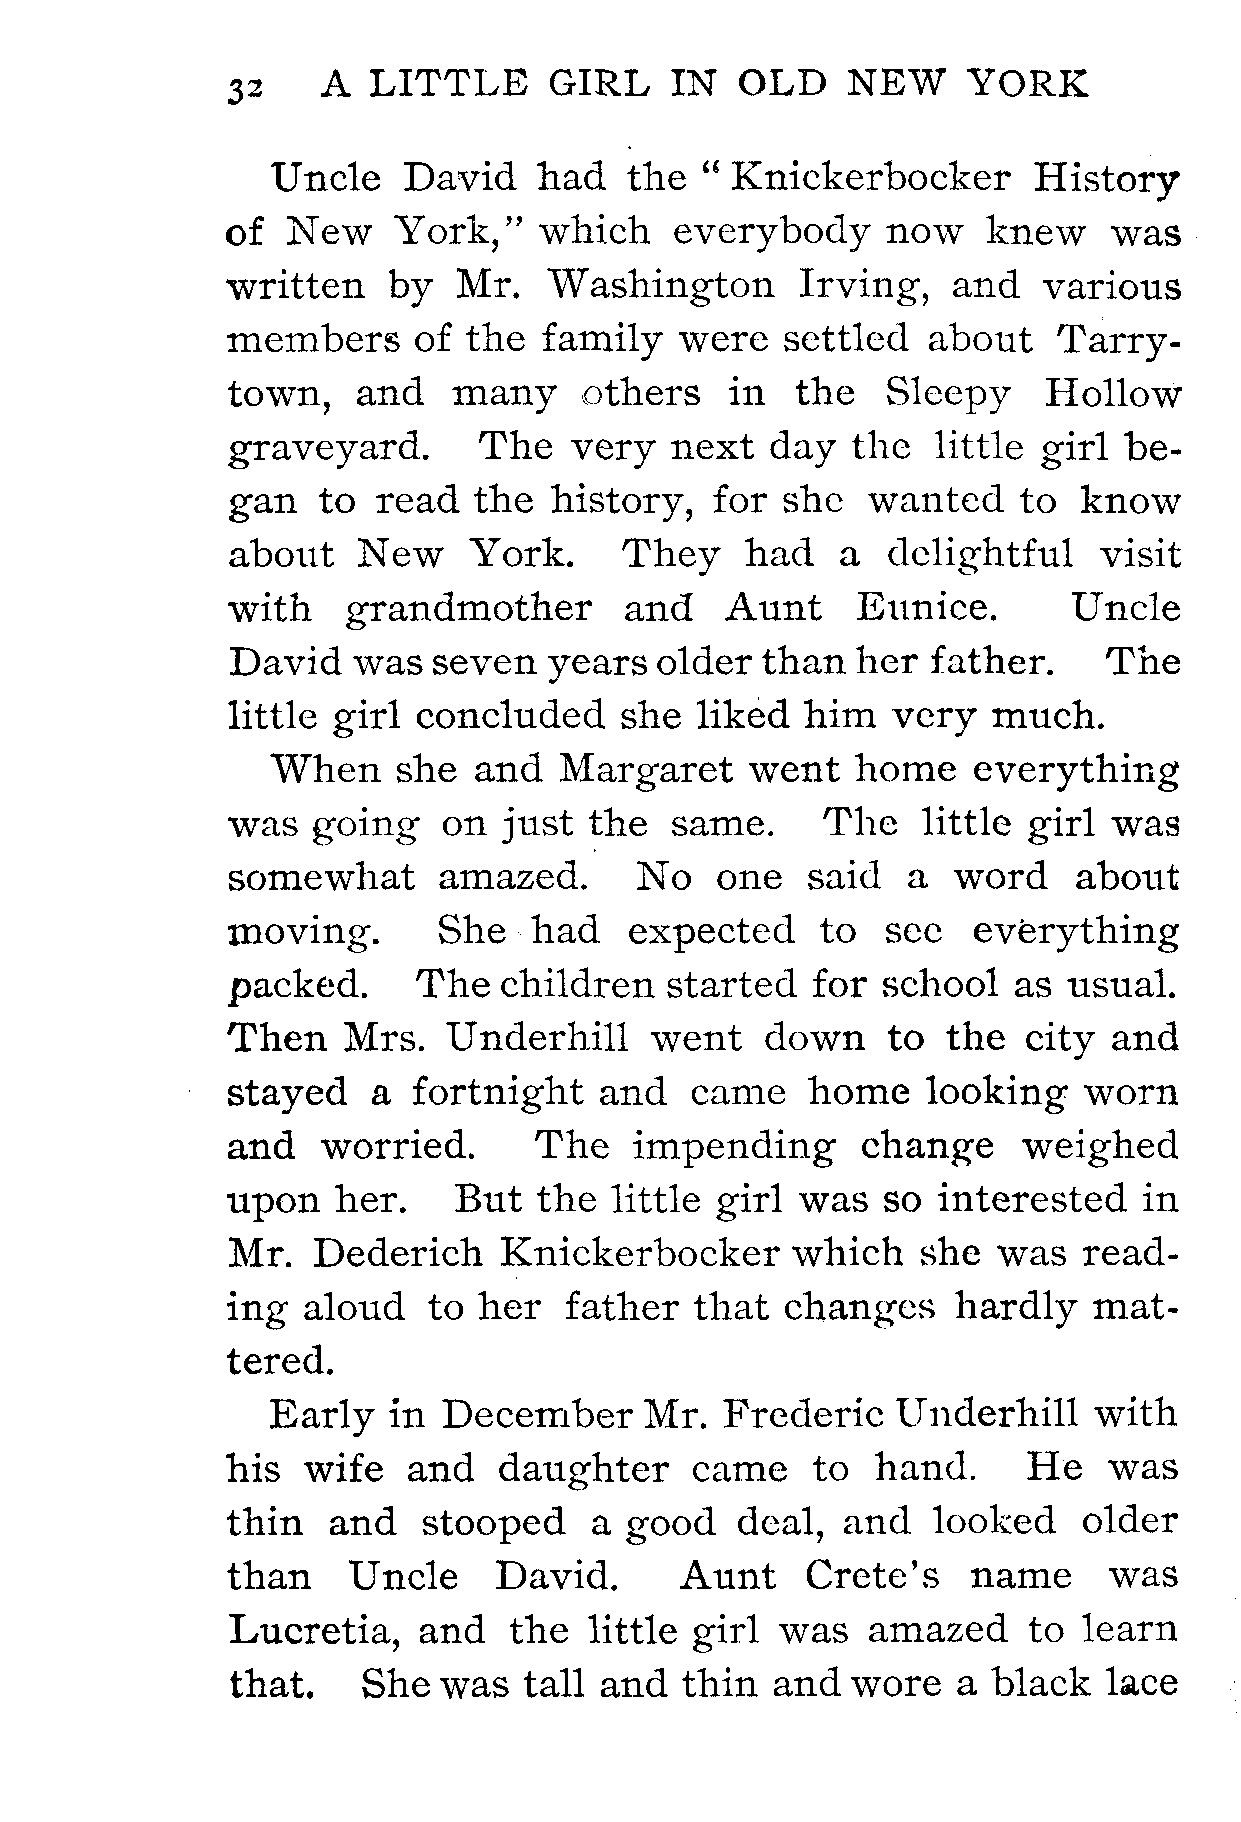 32 A LITTLE GIRL IN OLD NEW YORK
Uncle David had the “ Knickerbocker History
of New York,” which everybody now knew was
written by Mr. Washington Irving, and various
members of the family were settled about Tarry-
town, and many others in the Sleepy Hollow
graveyard. The very next day the little girl be-
gan to read the history, for she wanted to know
about New York. They had a delightful visit
with grandmother and Aunt Eunice. Uncle
David was seven years older than her father. The
little girl concluded she liked him very much.
When she and Margaret went home everything
was going on just the same. The little girl was
somewhat amazed. No one said a word about
moving. She had expected to see everything
packed. The children started for school as usual.
Then Mrs. Underhill went down to the city and
stayed a fortnight and came home looking worn
and worried. The impending change weighed
upon her. But the little girl was so interested in
Mr. Dederich Knickerbocker which she was read-
ing aloud to her father that changes hardly mat-
tered.
Early in December Mr. Frederic Underhill with
his wife and daughter came to hand. He was
thin and stooped a good deal, and looked older
than Uncle David. Aunt Crete’s name was
Lucretia, and the little girl was amazed to learn
that. She was tall and thin and wore a black lace